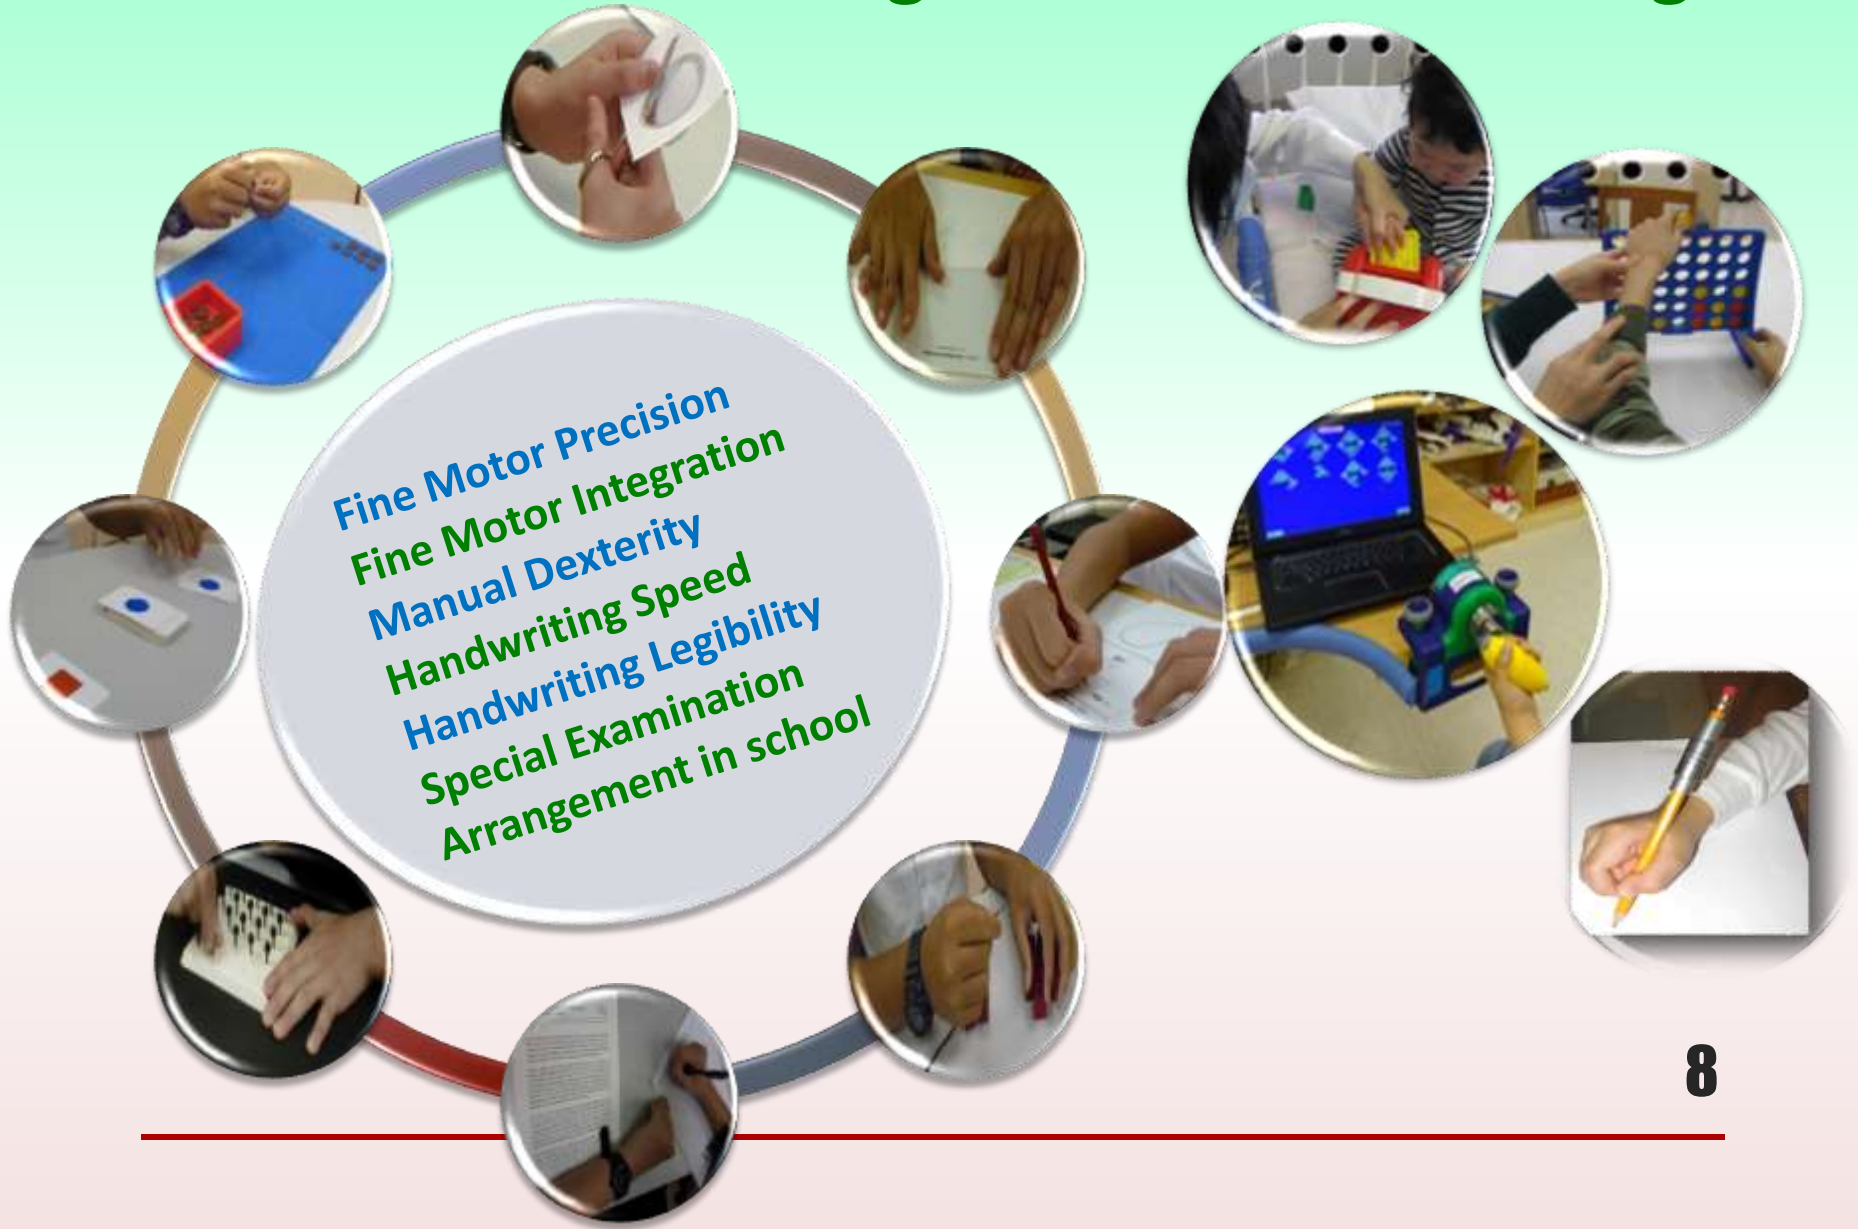 Fine Motor Precision
Fine Motor Integration
Manual Dexterity
Handwriting Speed
Handwriting Legibility
Special Examination
Arrangement in school
8